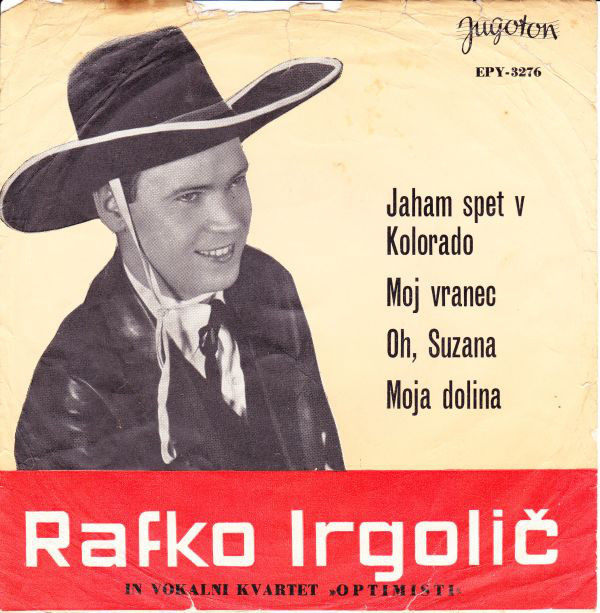 Jugoton
EPY-3276
Jaham spet v
Kolorado
Moj vranec
Oh, Suzana
Moja dolina
Rafko Irgolič
IN VOKALNI KVARTET »OPTIMISTI«